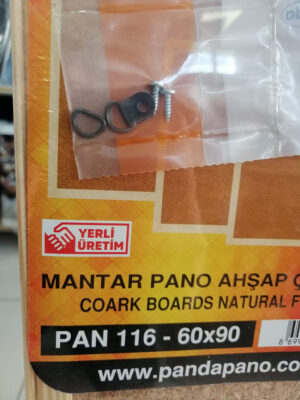 YERLİ
ÜRETİM
MANTAR PANO AHŞAP
COARK BOARDS NATURAL F
PAN 116 - 60x90
www.pandapano.co